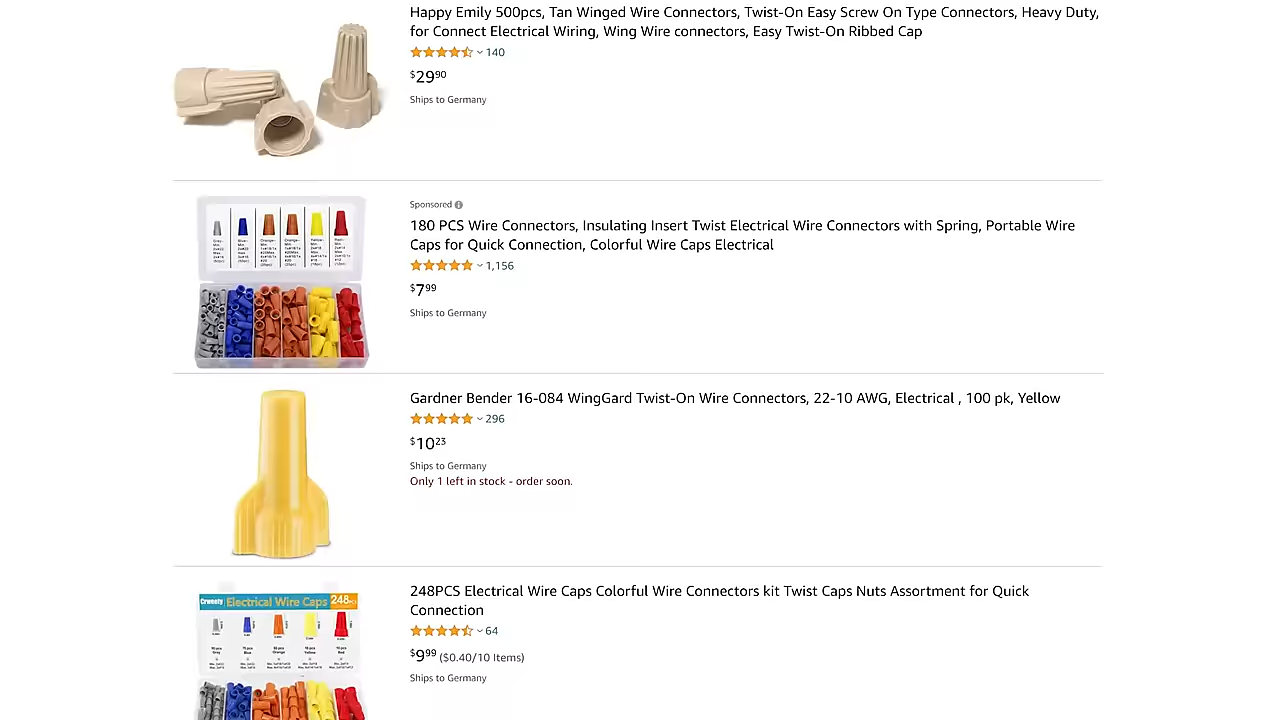 Happy Emily 500pcs, Tan Winged Wire Connectors, Twist-On Easy Screw On Type Connectors, Heavy Duty,
for Connect Electrical Wiring, Wing Wire connectors, Easy Twist-On Ribbed Cap
140
$2990
Ships to Germany
Sponsored
180 PCS Wire Connectors, Insulating Insert Twist Electrical Wire Connectors with Spring, Portable Wire
Caps for Quick Connection, Colorful Wire Caps Electrical
1,156
$7.99
Ships to Germany
Gardner Bender 16-084 WingGard Twist-On Wire Connectors, 22-10 AWG, Electrical , 100 pk, Yellow
296
$1023
Ships to Germany
Only 1 left in stock - order soon.
Electrical Wire Caps 248
248PCS Electrical Wire Caps Colorful Wire Connectors kit Twist Caps Nuts Assortment for Quick
Connection
64
$999 ($0.40/10 Items)
Ships to Germany